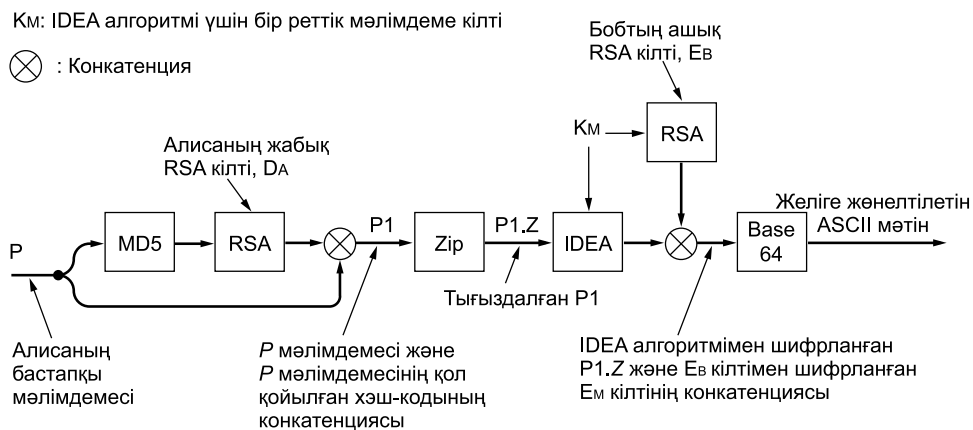 KM: IDEA алгоритмі үшін бір реттік мәлімдеме кілті
: Конкатенция
Бобтың ашық
RSA кілті, EB
KM
RSA
Алисаның жабық
RSA кілті, DA
Желіге жөнелтілетін
ASCII мәтін
P
MD5
RSA
P1
Zip
P1.Z
IDEA
Base
64
Тығыздалған P1
Алисаның
бастапқы
мәлімдемесі
P мәлімдемесі және
P мәлімдемесінің қол
қойылған хэш-кодының
конкатенциясы
IDEA алгоритмімен шифрланған
P1.Z және EB кілтімен шифрланған
EM кілтінің конкатенциясы